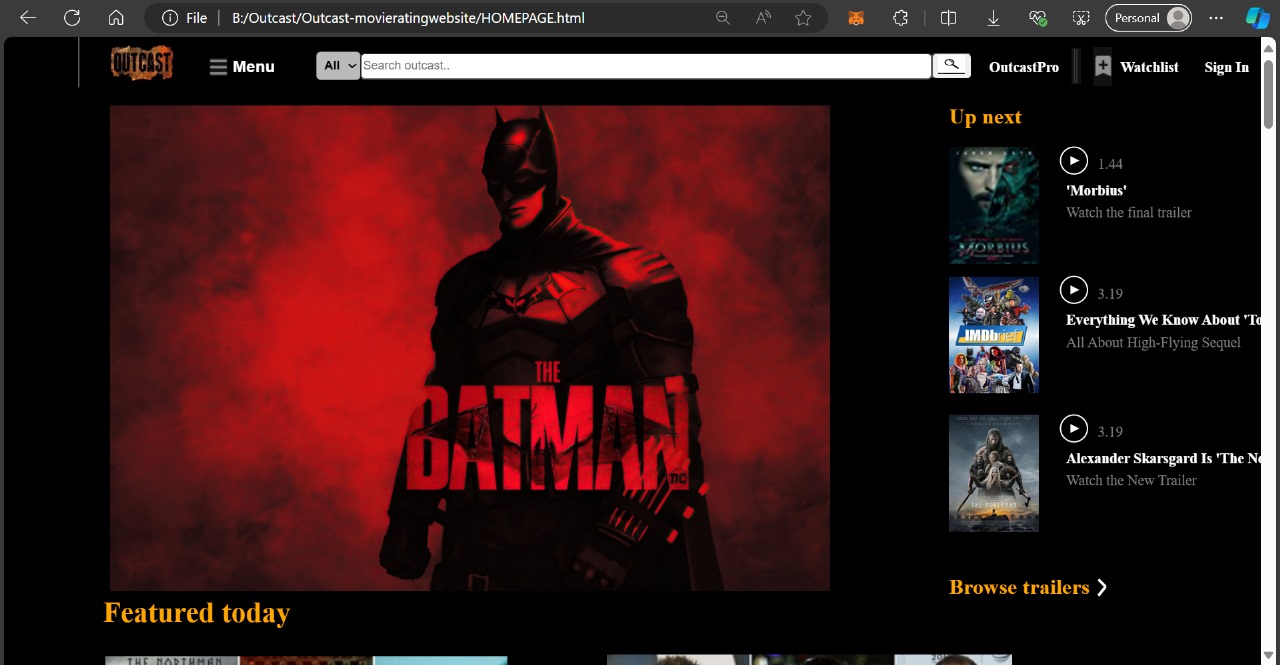 File
B:/Outcast/Outcast-movieratingwebsite/HOMEPAGE.html
Personal
OUTCAST
Menu
All
Search outcast..
OutcastPro
Watchlist
Sign In
THE
BATMAN
DC
Up next
1.44
'Morbius'
Watch the final trailer
MORBIUS
3.19
Everything We Know About 'To
All About High-Flying Sequel
IMDbrief
3.19
Alexander Skarsgard Is 'The No
Watch the New Trailer
THE NORTHMAN
Browse trailers
Featured today
THE NORTHMAN